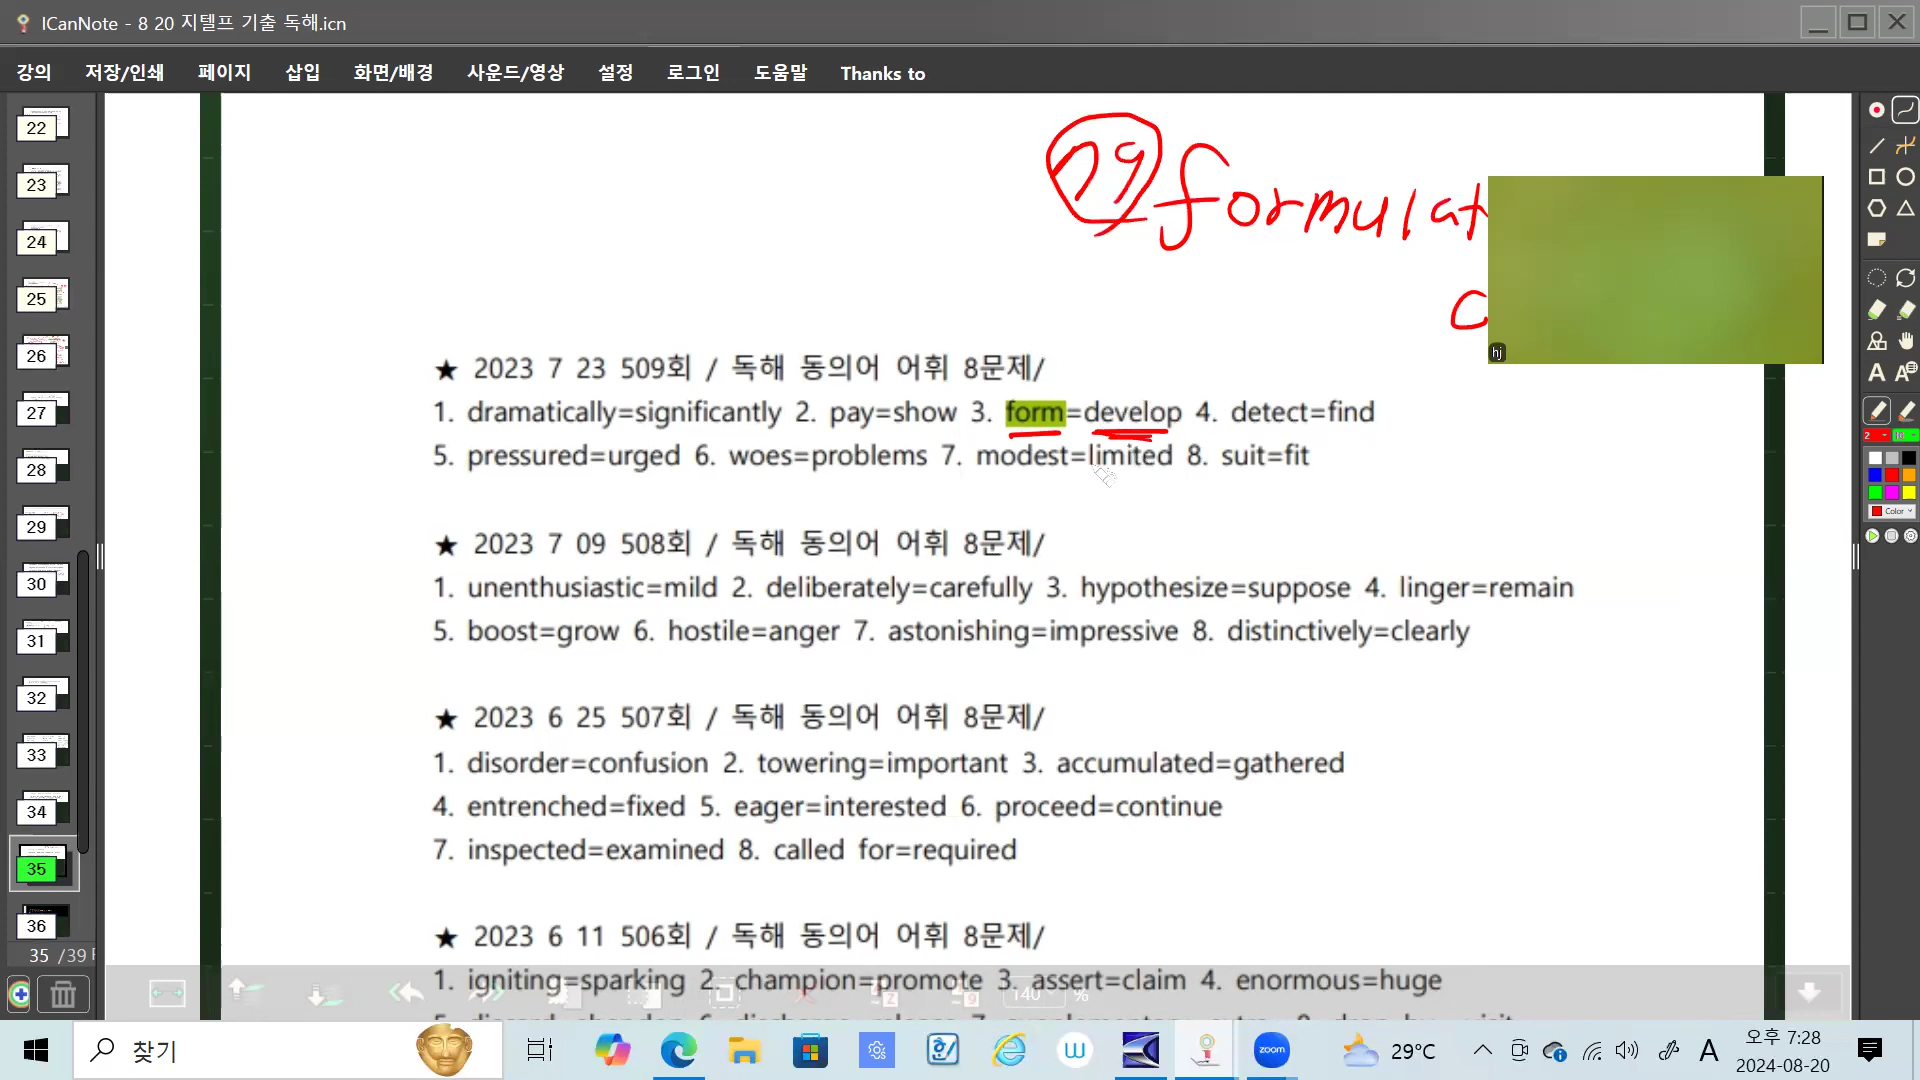 ICanNote - 8 20 지텔프 기출 독해.icn
강의 저장/인쇄 페이지 삽입 화면/배경 사운드/영상 설정 로그인 도움말 Thanks to
22
23
24
25
26
27
28
29
30
31
32
33
34
35
36
35 /39
formulat
c
hj
★ 2023 7 23 509회 / 독해 동의어 어휘 8문제/
1. dramatically=significantly 2. pay=show 3. form=develop 4. detect=find
5. pressured=urged 6. woes=problems 7. modest=limited 8. suit=fit
★ 2023 7 09 508회 / 독해 동의어 어휘 8문제/
1. unenthusiastic=mild 2. deliberately=carefully 3. hypothesize=suppose 4. linger=remain
5. boost=grow 6. hostile=anger 7. astonishing=impressive 8. distinctively=clearly
★ 2023 6 25 507회 / 독해 동의어 어휘 8문제/
1. disorder=confusion 2. towering=important 3. accumulated=gathered
4. entrenched=fixed 5. eager=interested 6. proceed=continue
7. inspected=examined 8. called for=required
★ 2023 6 11 506회 / 독해 동의어 어휘 8문제/
1. igniting=sparking 2. champion=promote 3. assert=claim 4. enormous=huge
140 %
Color
찾기
zoom
29°C
A
오후 7:28
2024-08-20